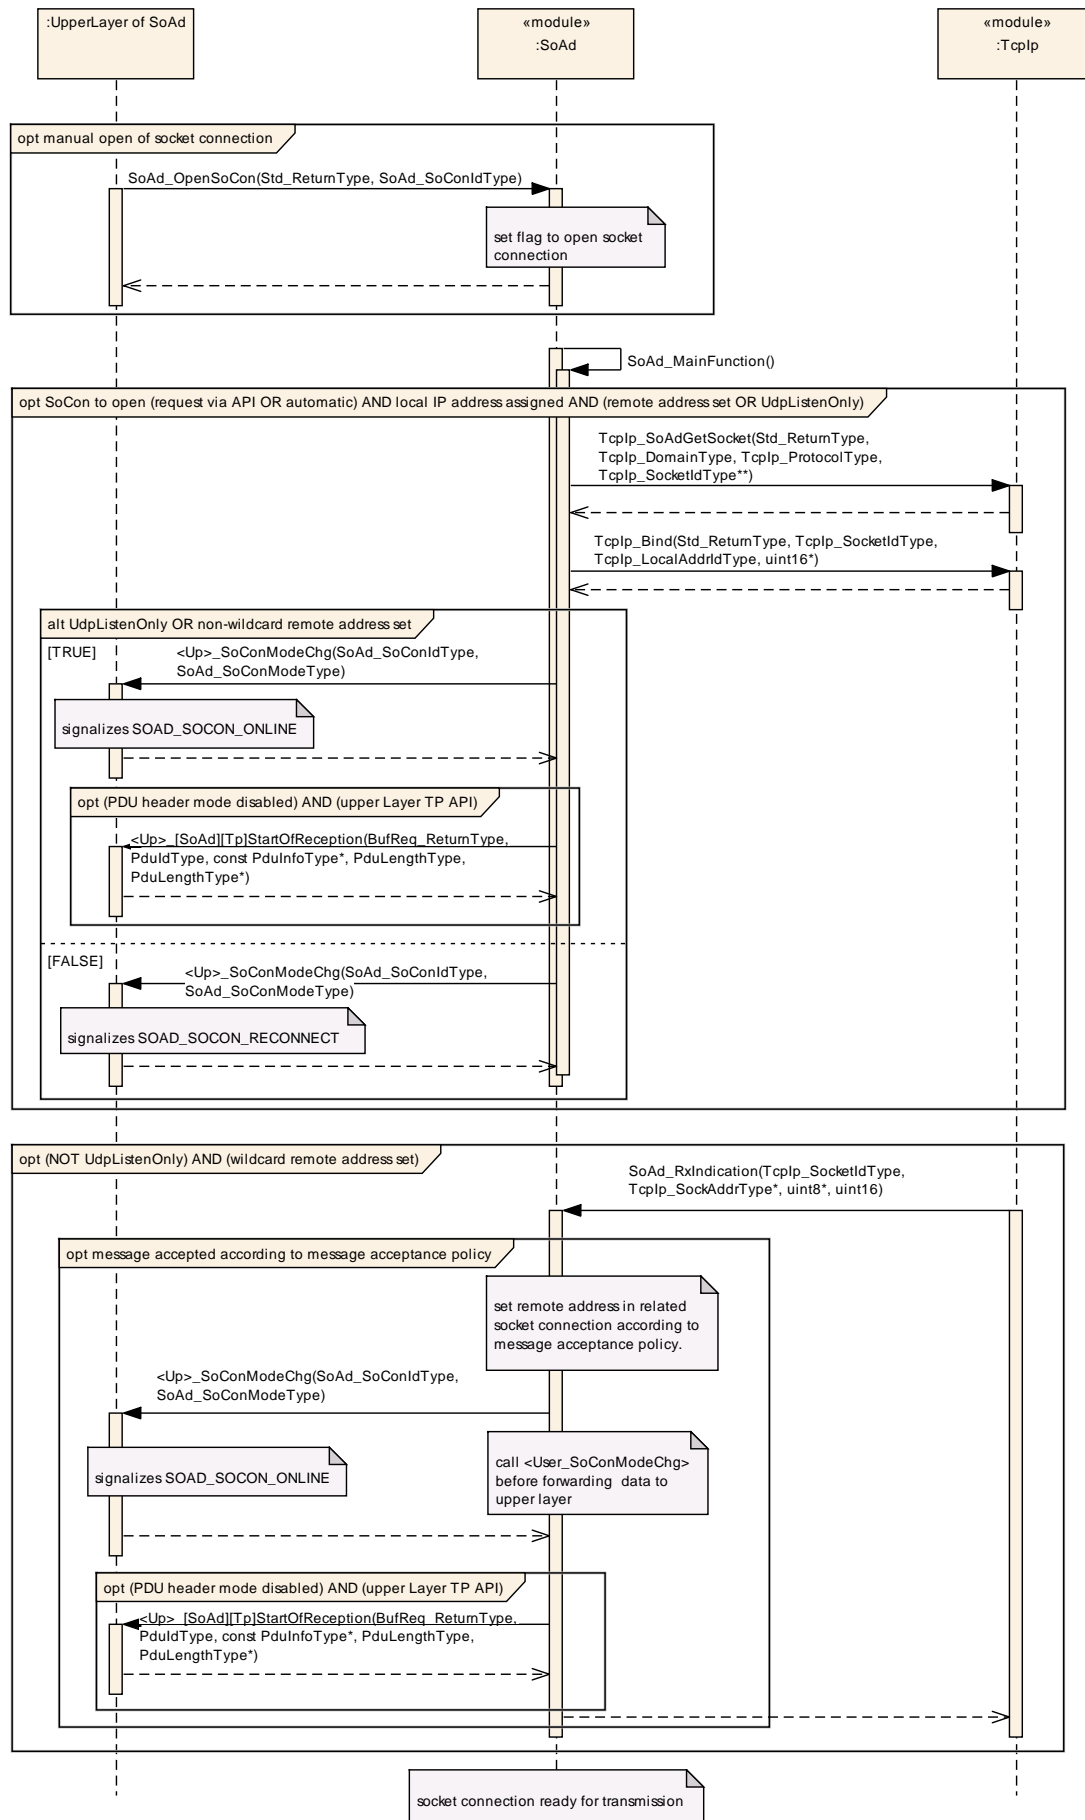 :UpperLayer of SoAd
«module»
:SoAd
«module»
:TcpIp
opt manual open of socket connection
SoAd_OpenSoCon(Std_ReturnType, SoAd_SoConIdType)
set flag to open socket
connection
SoAd_MainFunction()
opt SoCon to open (request via API OR automatic) AND local IP address assigned AND (remote address set OR UdpListenOnly)
TcpIp_SoAdGetSocket(Std_ReturnType,
TcpIp_DomainType, TcpIp_ProtocolType,
TcpIp_SocketIdType**)
TcpIp_Bind(Std_ReturnType, TcpIp_SocketIdType,
TcpIp_LocalAddrIdType, uint16*)
alt UdpListenOnly OR non-wildcard remote address set
[TRUE]
<Up>_SoConModeChg(SoAd_SoConIdType,
SoAd_SoConModeType)
signalizes SOAD_SOCON_ONLINE
opt (PDU header mode disabled) AND (upper Layer TP API)
<Up>_[SoAd][Tp]StartOfReception(BufReq_ReturnType,
PduIdType, const PduInfoType*, PduLengthType,
PduLengthType*)
[FALSE]
<Up>_SoConModeChg(SoAd_SoConIdType,
SoAd_SoConModeType)
signalizes SOAD_SOCON_RECONNECT
opt (NOT UdpListenOnly) AND (wildcard remote address set)
SoAd_RxIndication(TcpIp_SocketIdType,
TcpIp_SockAddrType*, uint8*, uint16)
opt message accepted according to message acceptance policy
set remote address in related
socket connection according to
message acceptance policy.
<Up>_SoConModeChg(SoAd_SoConIdType,
SoAd_SoConModeType)
signalizes SOAD_SOCON_ONLINE
call <User_SoConModeChg>
before forwarding data to
upper layer
opt (PDU header mode disabled) AND (upper Layer TP API)
<Up>_[SoAd][Tp]StartOfReception(BufReq_ReturnType,
PduIdType, const PduInfoType*, PduLengthType,
PduLengthType*)
socket connection ready for transmission